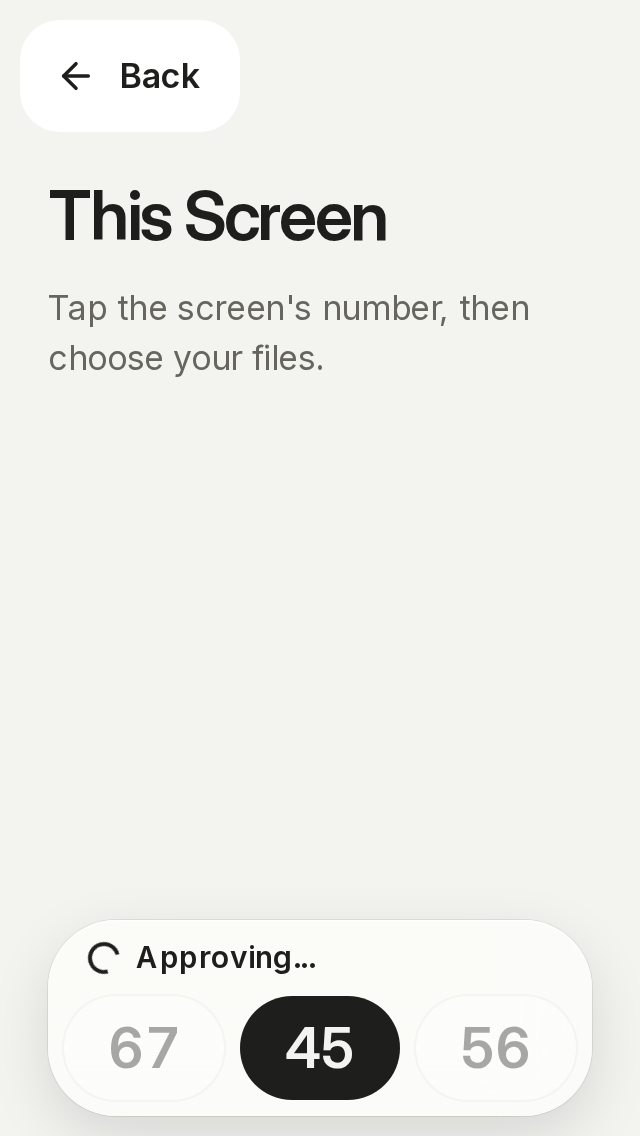 Back
This Screen
Tap the screen's number, then
choose your files.
Approving...
67 45 56